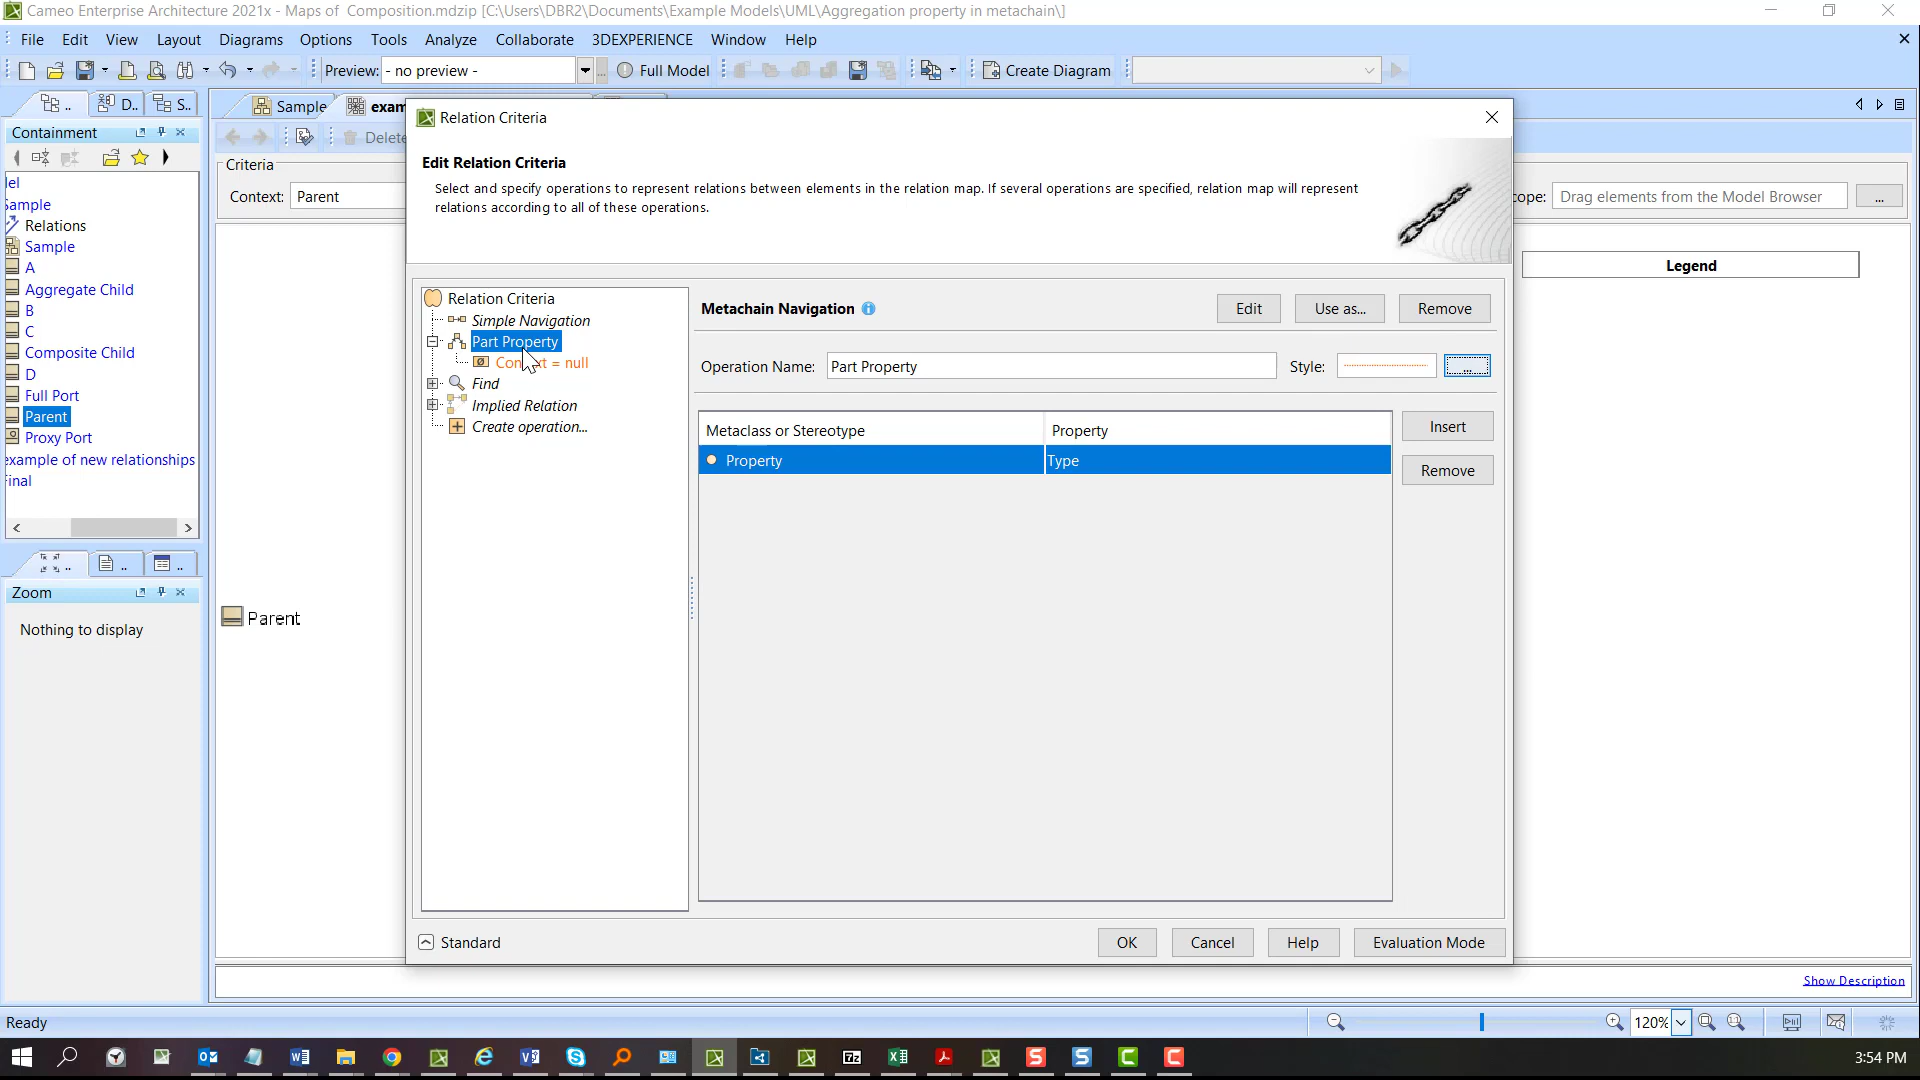 Cameo Enterprise Architecture 2021x - Maps of Composition.mdzip [C:\Users\DBR2\Documents\Example Models\UML\Aggregation property in metachain\]
File Edit View Layout Diagrams Options Tools Analyze Collaborate 3DEXPERIENCE Window Help
Preview: - no preview - ... Full Model Create Diagram
D.. S..
Sample exam
Containment
Delete
Criteria
Context: Parent
cope: Drag elements from the Model Browser ...
Legend
del
Sample
Relations
Sample
A
Aggregate Child
B
C
Composite Child
D
Full Port
Parent
Proxy Port
example of new relationships
Final
Zoom
Nothing to display
Parent
Relation Criteria
Edit Relation Criteria
Select and specify operations to represent relations between elements in the relation map. If several operations are specified, relation map will represent
relations according to all of these operations.
Relation Criteria
Simple Navigation
Part Property
= null
Find
Implied Relation
Create operation...
Metachain Navigation Edit Use as... Remove
Operation Name: Part Property Style: ...
Metaclass or Stereotype Property Insert
Property Type
Remove
Standard OK Cancel Help Evaluation Mode
Show Description
Ready 120%
3:54 PM